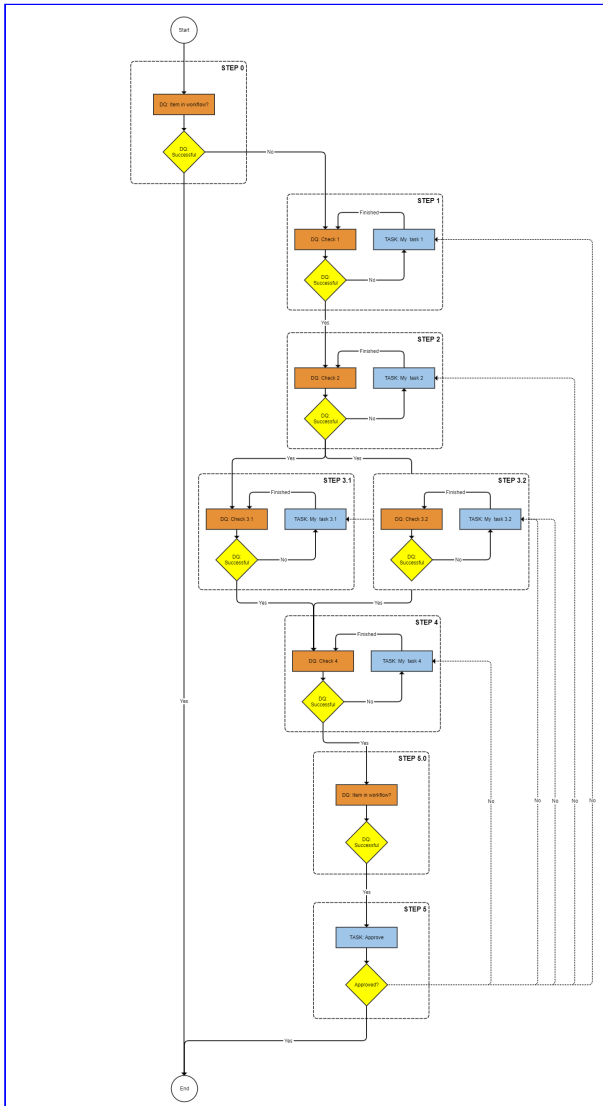 Start
STEP 0
DQ: Item in workflow?
DQ:
Successful
No
STEP 1
Finished
DQ: Check 1
TASK: My task 1
DQ:
Successful
No
Yes
STEP 2
Finished
DQ: Check 2
TASK: My task 2
DQ:
Successful
No
Yes
Yes
STEP 3.1
Finished
DQ: Check 3.1
TASK: My task 3.1
DQ:
Successful
No
STEP 3.2
Finished
DQ: Check 3.2
TASK: My task 3.2
DQ:
Successful
No
Yes
Yes
STEP 4
Finished
DQ: Check 4
TASK: My task 4
DQ:
Successful
No
Yes
Yes
STEP 5.0
DQ: Item in workflow?
DQ:
Successful
No
No
No
No
No
Yes
STEP 5
TASK: Approve
Approved?
Yes
End